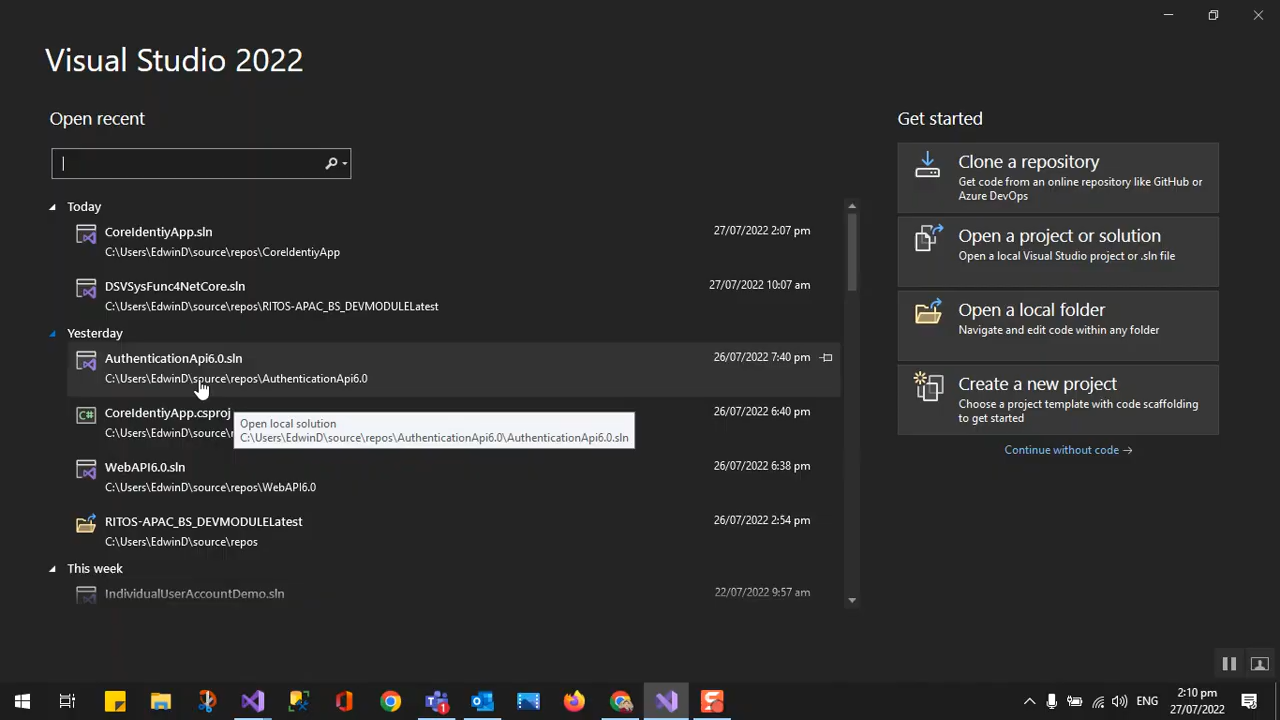 Visual Studio 2022
Open recent
Today
CoreIdentiyApp.sln
27/07/2022 2:07 pm
C:\Users\EdwinD\source\repos\CoreIdentiyApp
DSVSysFunc4NetCore.sln
27/07/2022 10:07 am
C:\Users\EdwinD\source\repos\RITOS-APAC_BS_DEVMODULELatest
Yesterday
AuthenticationApi6.0.sln
26/07/2022 7:40 pm
C:\Users\EdwinD\source\repos\AuthenticationApi6.0
CoreIdentiyApp.csproj
26/07/2022 6:40 pm
C:\Users\EdwinD\source\r
Open local solution
C:\Users\EdwinD\source\repos\AuthenticationApi6.0\AuthenticationApi6.0.sln
WebAPI6.0.sln
26/07/2022 6:38 pm
C:\Users\EdwinD\source\repos\WebAPI6.0
RITOS-APAC_BS_DEVMODULELatest
26/07/2022 2:54 pm
C:\Users\EdwinD\source\repos
This week
IndividualUserAccountDemo.sln
22/07/2022 9:57 am
Get started
Clone a repository
Get code from an online repository like GitHub or
Azure DevOps
Open a project or solution
Open a local Visual Studio project or .sln file
Open a local folder
Navigate and edit code within any folder
Create a new project
Choose a project template with code scaffolding
to get started
Continue without code →
ENG
2:10 pm
27/07/2022